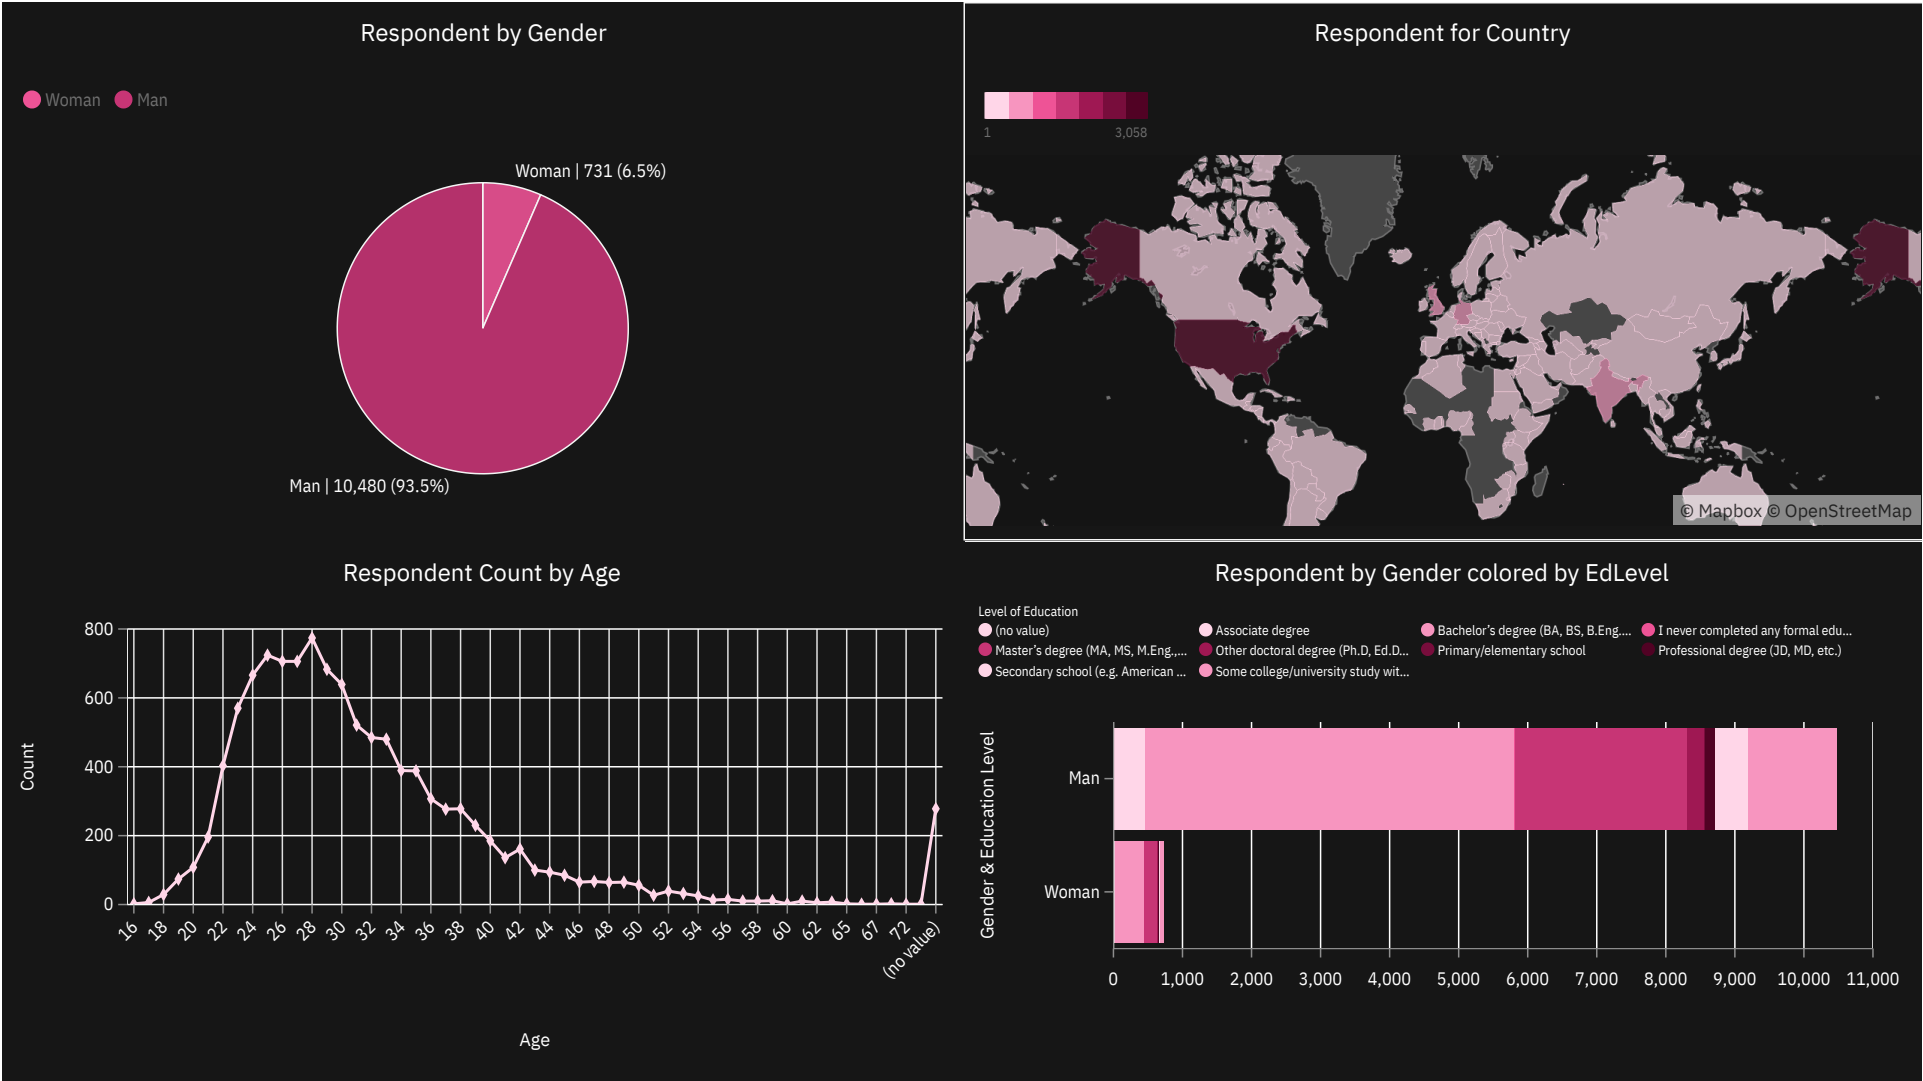 Respondent by Gender
Woman Man
Woman | 731 (6.5%)
Man | 10,480 (93.5%)
Respondent for Country
1 3,058
© Mapbox © OpenStreetMap
Respondent Count by Age
Count
800
600
400
200
0
16 18 20 22 24 26 28 30 32 34 36 38 40 42 44 46 48 50 52 54 56 58 60 62 65 67 72 (no value)
Age
Respondent by Gender colored by EdLevel
Level of Education
(no value) Associate degree Bachelor's degree (BA, BS, B.Eng.... I never completed any formal edu...
Master's degree (MA, MS, M.Eng.,... Other doctoral degree (Ph.D, Ed.D... Primary/elementary school Professional degree (JD, MD, etc.)
Secondary school (e.g. American ... Some college/university study wit...
Gender & Education Level
Man
Woman
0 1,000 2,000 3,000 4,000 5,000 6,000 7,000 8,000 9,000 10,000 11,000